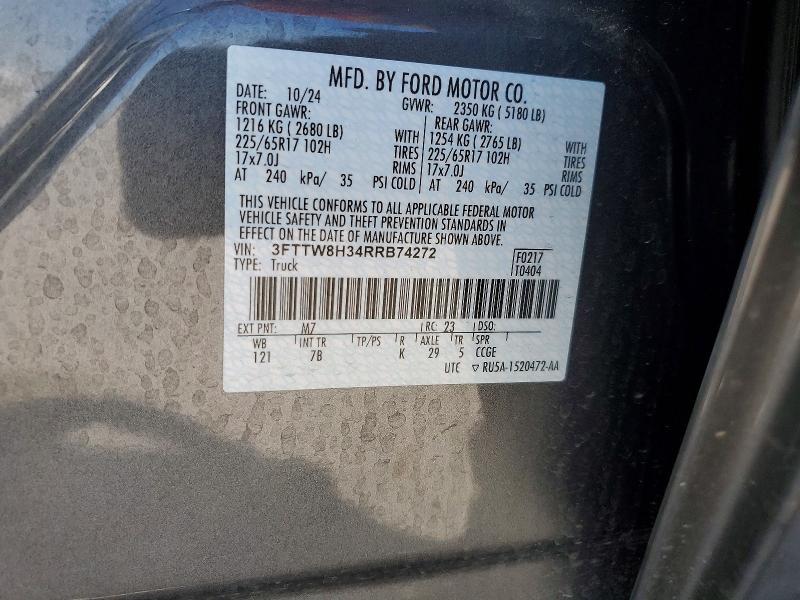 MFD. BY FORD MOTOR CO.
DATE: 10/24 GVWR: 2350 KG ( 5180 LB)
FRONT GAWR: REAR GAWR:
1216 KG ( 2680 LB) WITH 1254 KG ( 2765 LB) WITH
225/65R17 102H TIRES 225/65R17 102H TIRES
17x7.0J RIMS 17x7.0J RIMS
AT 240 kPa/ 35 PSI COLD AT 240 kPa/ 35 PSI COLD
THIS VEHICLE CONFORMS TO ALL APPLICABLE FEDERAL MOTOR
VEHICLE SAFETY AND THEFT PREVENTION STANDARDS IN
EFFECT ON THE DATE OF MANUFACTURE SHOWN ABOVE.
VIN: 3FTTW8H34RRB74272 F0217
TYPE: Truck T0404
EXT PNT: M7 RC: 23 DSO:
WB INT TR TP/PS R AXLE TR SPR
121 7B K 29 5 CCGE
UTC ▽ RU5A-1520472-AA